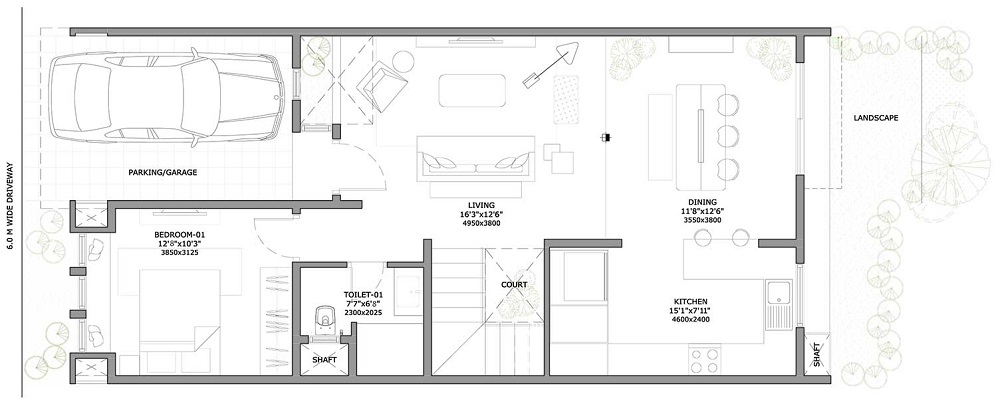 6.0 M WIDE DRIVEWAY
PARKING/GARAGE
LANDSCAPE
LIVING
16'3"x12'6"
4950x3800
DINING
11'8"x12'6"
3550x3800
BEDROOM-01
12'8"x10'3"
3850x3125
TOILET-01
7'7"x6'8"
2300x2025
COURT
KITCHEN
15'1"x7'11"
4600x2400
SHAFT
SHAFT